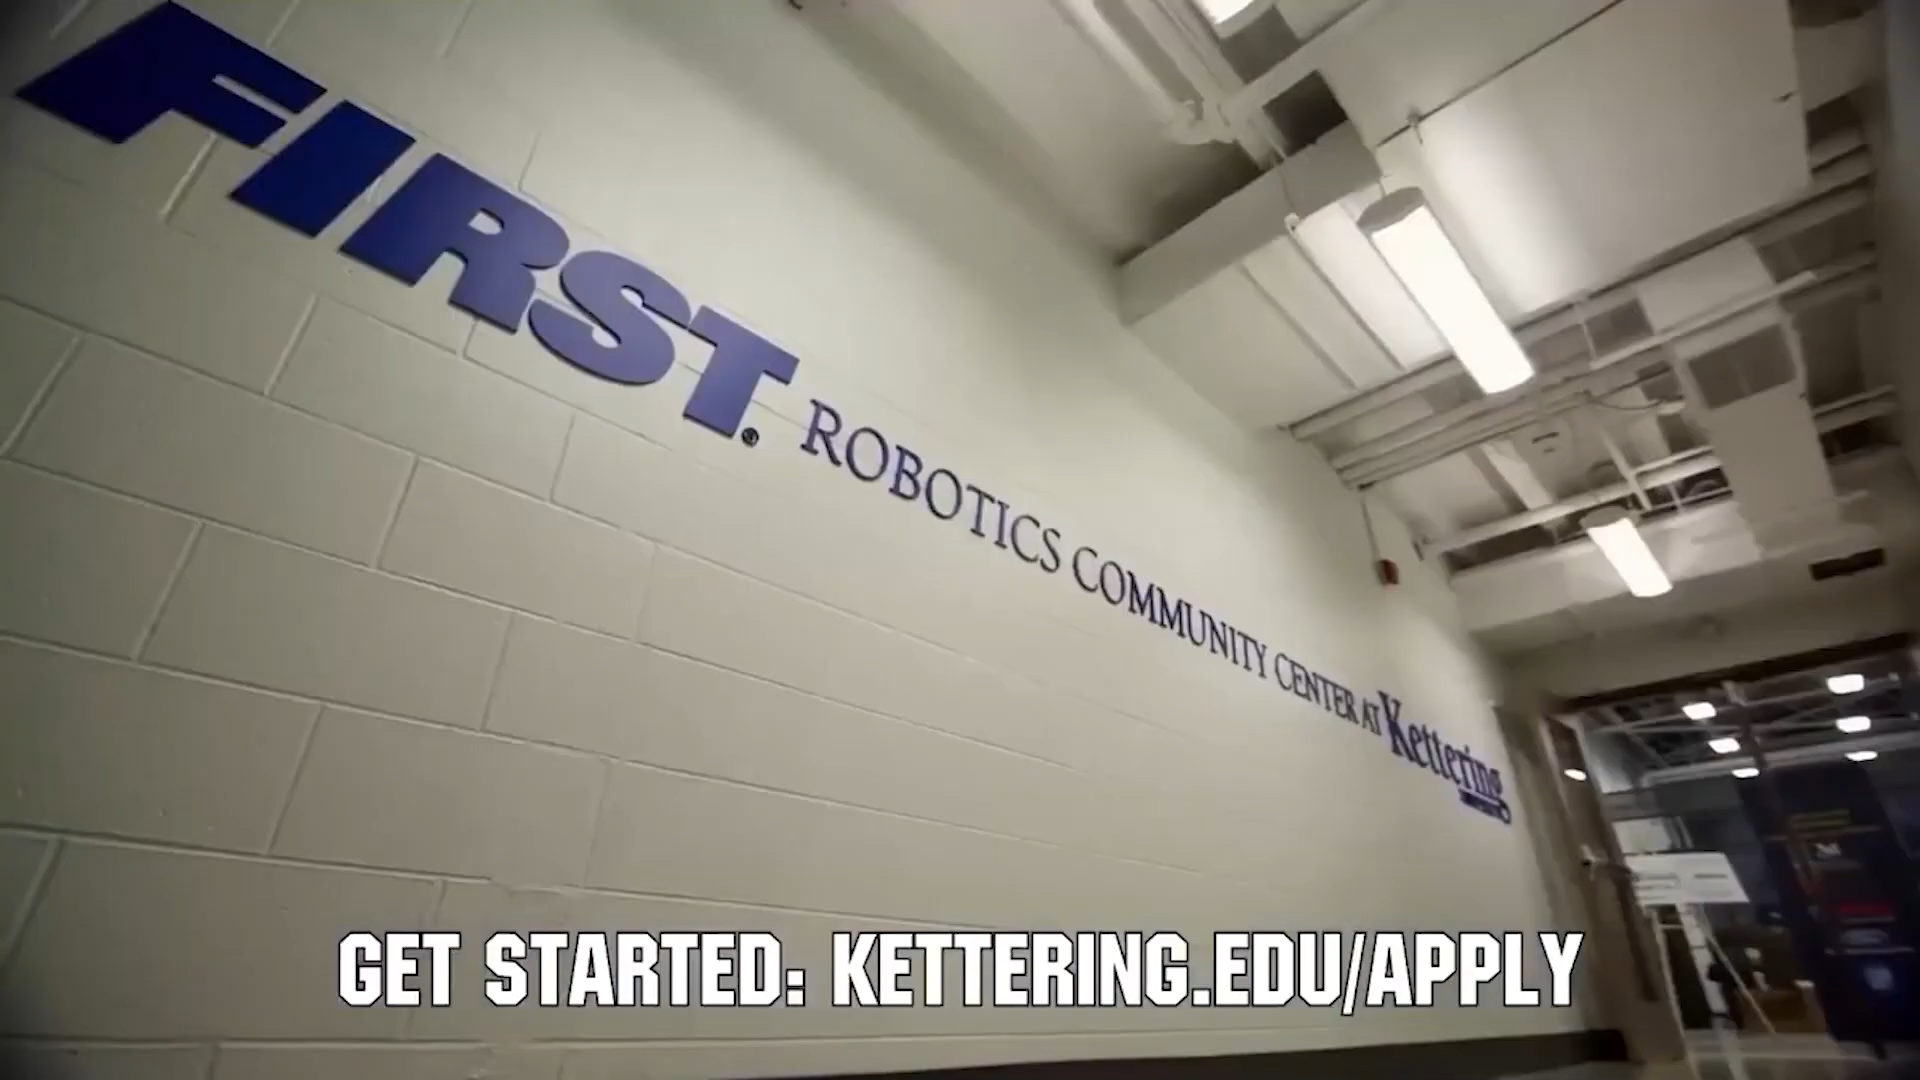 FIRST® ROBOTICS COMMUNITY CENTER AT Kettering
GET STARTED: KETTERING.EDU/APPLY